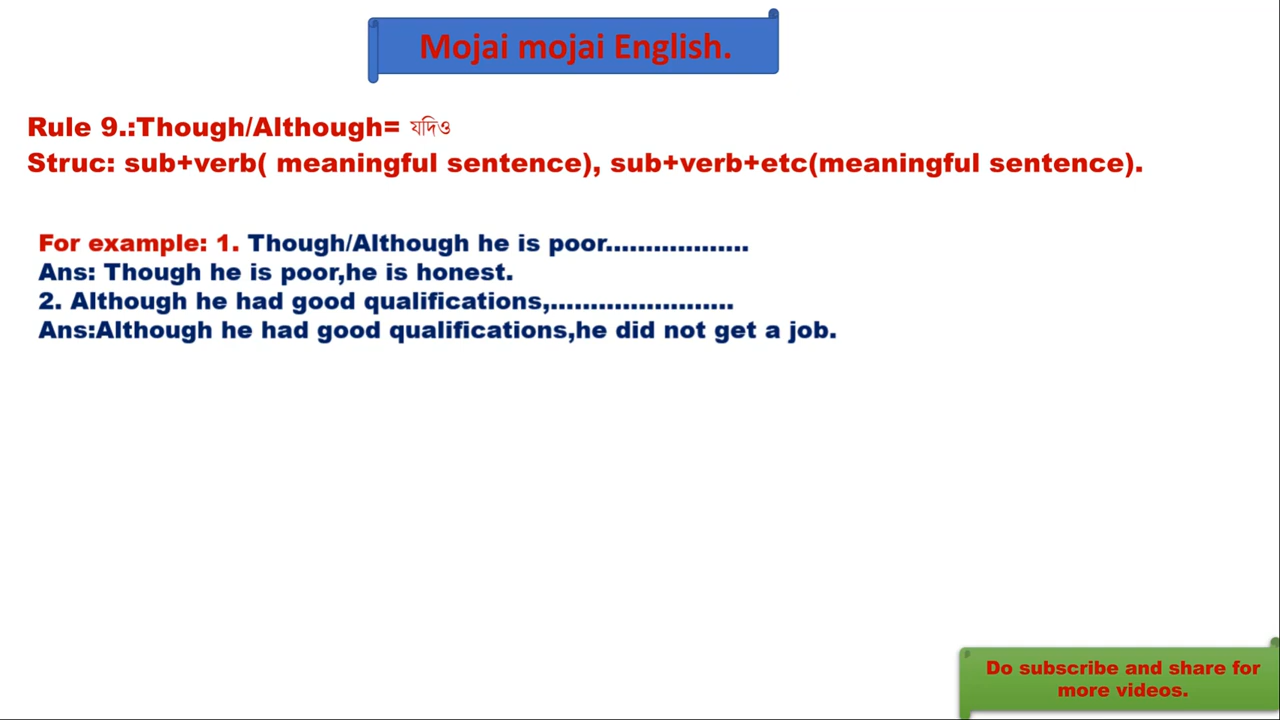 Mojai mojai English.
Rule 9.:Though/Although= যদিও
Struc: sub+verb( meaningful sentence), sub+verb+etc(meaningful sentence).
For example: 1. Though/Although he is poor..................
Ans: Though he is poor,he is honest.
2. Although he had good qualifications,.......................
Ans:Although he had good qualifications,he did not get a job.
Do subscribe and share for
more videos.